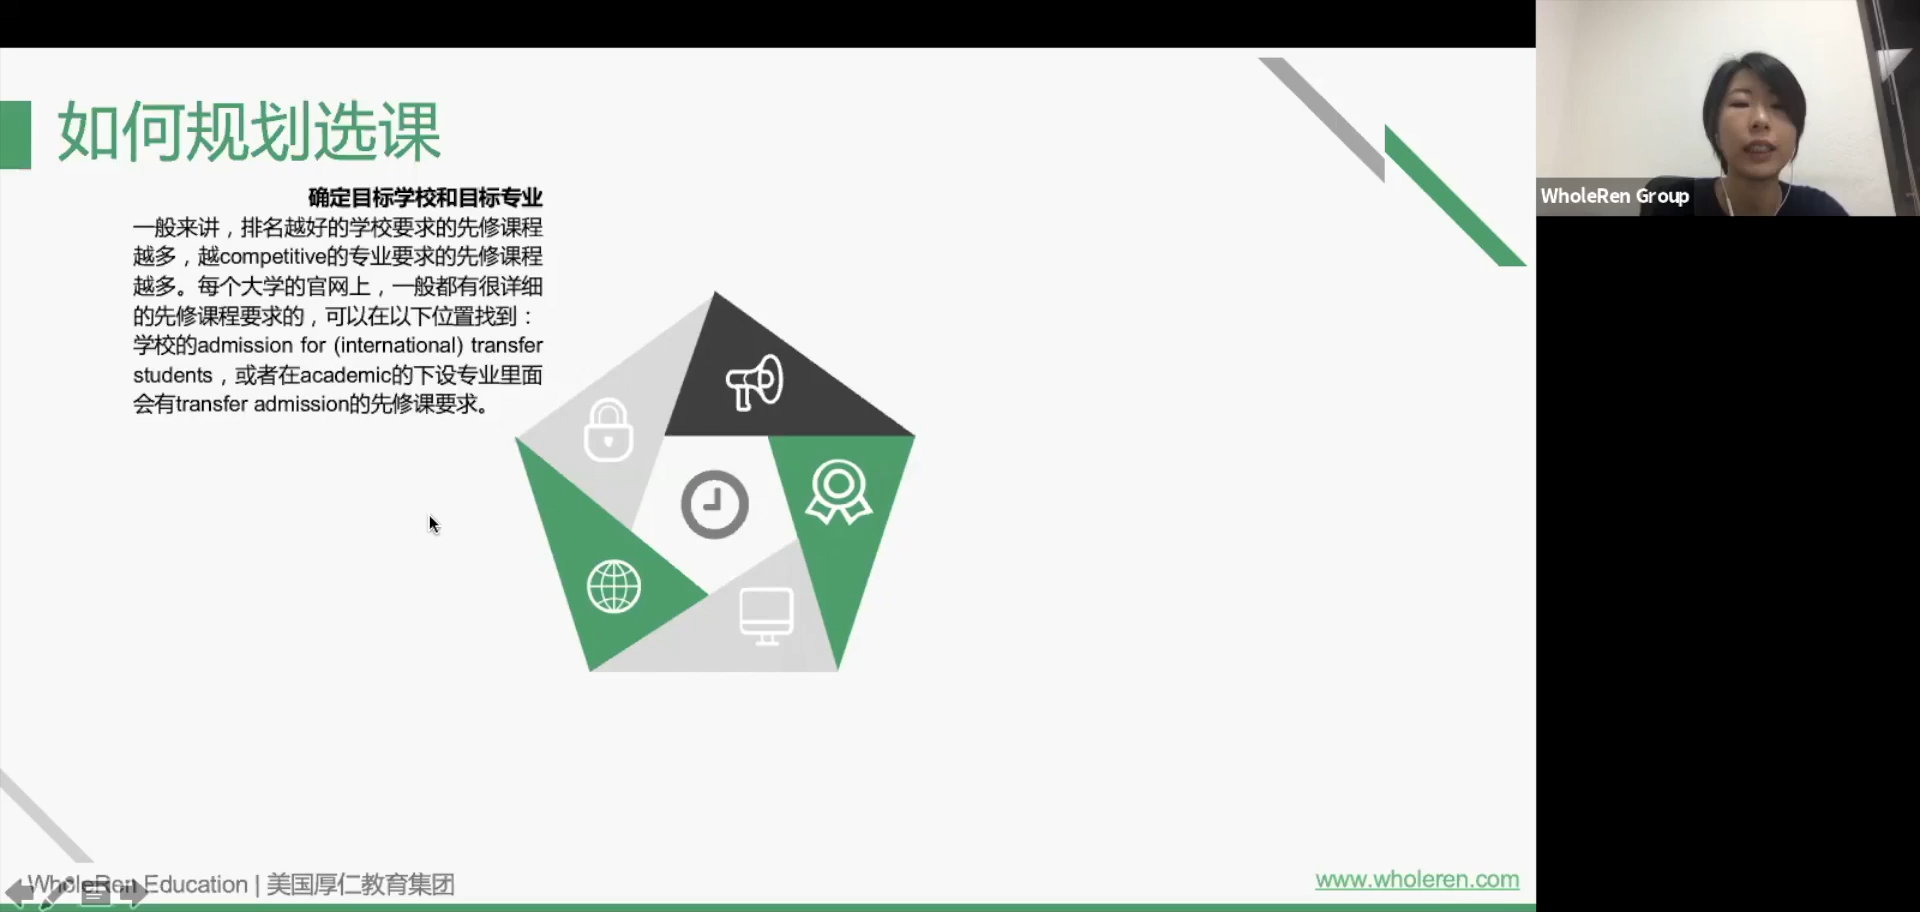 如何规划选课
确定目标学校和目标专业
一般来讲，排名越好的学校要求的先修课程
越多，越competitive的专业要求的先修课程
越多。每个大学的官网上，一般都有很详细
的先修课程要求的，可以在以下位置找到：
学校的admission for (international) transfer
students，或者在academic的下设专业里面
会有transfer admission的先修课要求。
WholeRen Group
WholeRen Education | 美国厚仁教育集团
www.wholeren.com